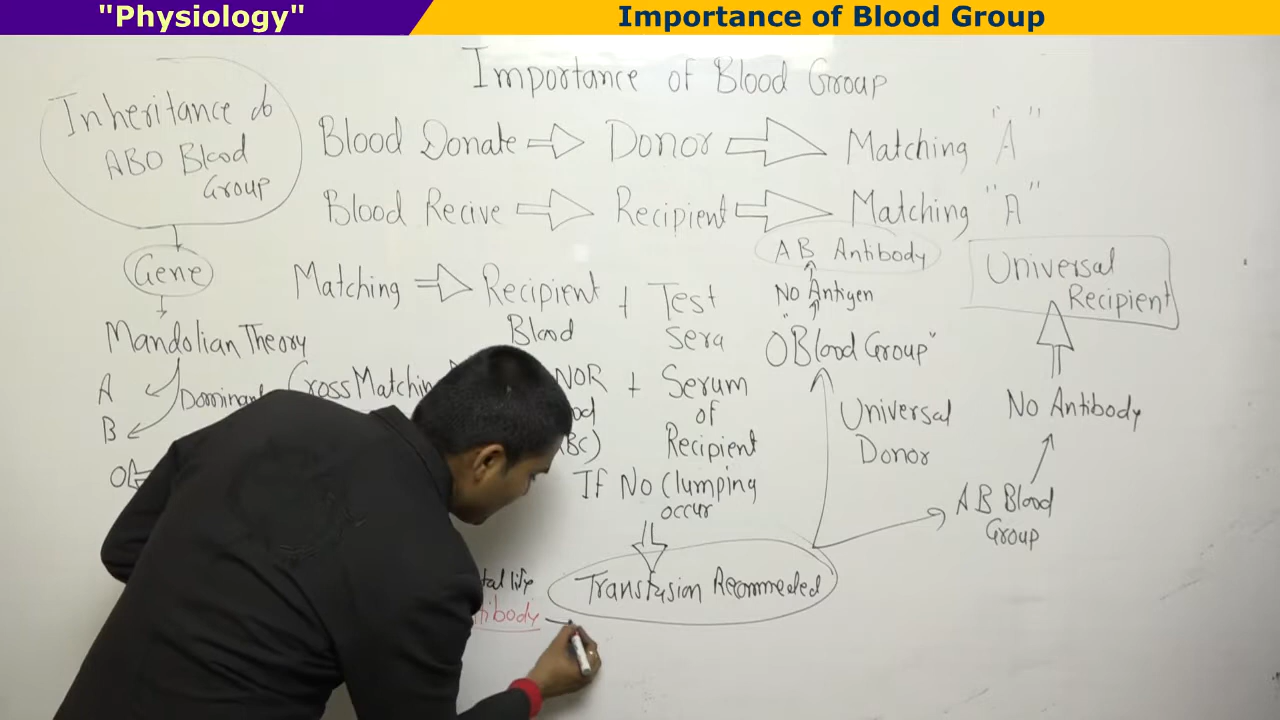 "Physiology"
Importance of Blood Group
Importance of Blood Group
Inheritance of
ABO Blood
Group
Gene
Mandolian Theory
A
B
Dominant
O
Blood Donate Donor Matching "A"
Blood Recive Recipient Matching "A"
Matching Recipient + Test
Blood Sera
Cross Matchin NOR + Serum
of
Recipient
If No Clumping
occur
Transfusion Recommeded
AB Antibody
No Antigen
O "Blood Group"
Universal
Donor
AB Blood
Group
No Antibody
Universal
Recipient
tal life
tibody